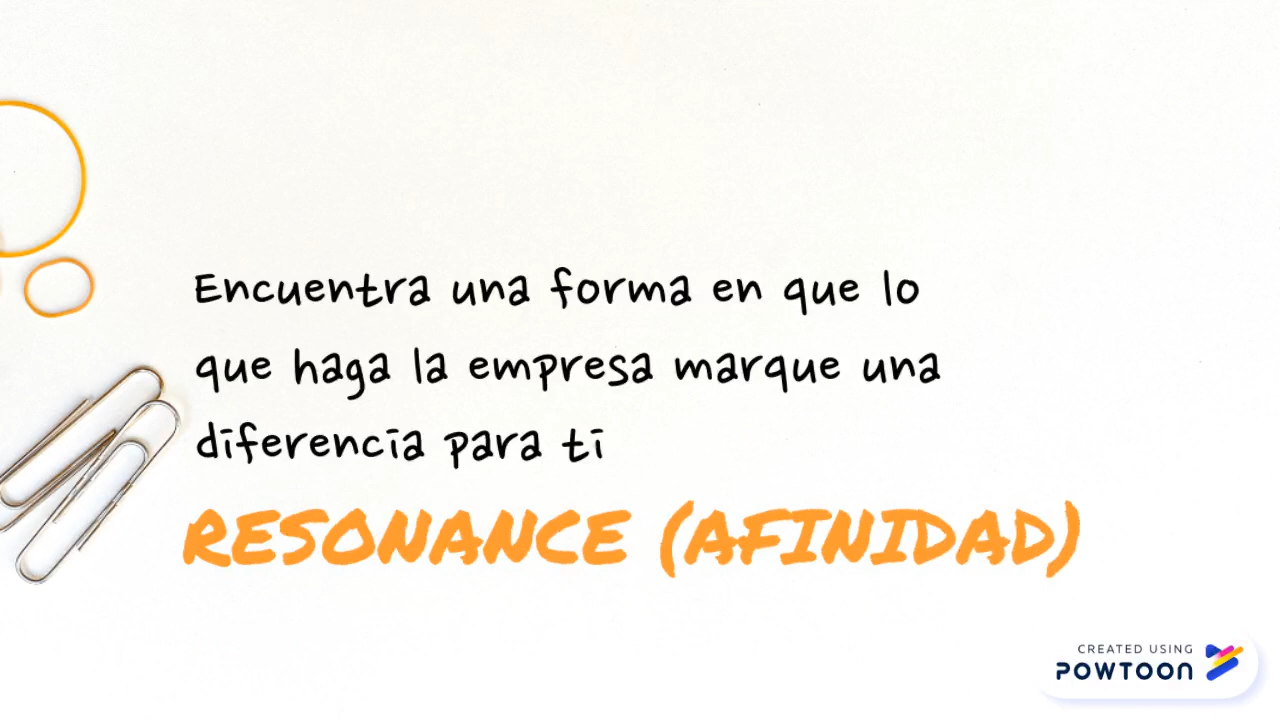 Encuentra una forma en que lo
que haga la empresa marque una
diferencia para ti
RESONANCE (AFINIDAD)
CREATED USING
POWTOON